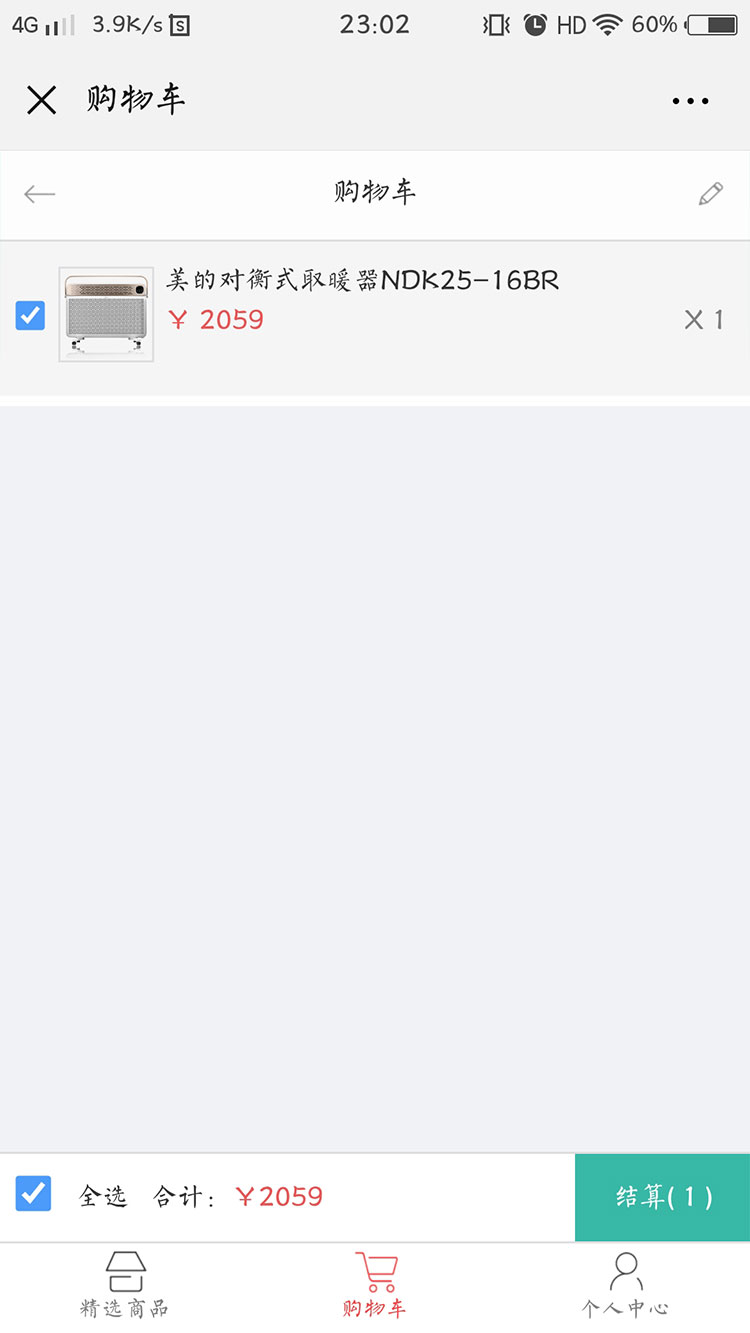 4G 3.9K/s 23:02 HD 60%
购物车
购物车
美的对衡式取暖器NDK25-16BR
￥ 2059
X 1
全选 合计：￥2059
结算(1)
精选商品 购物车 个人中心